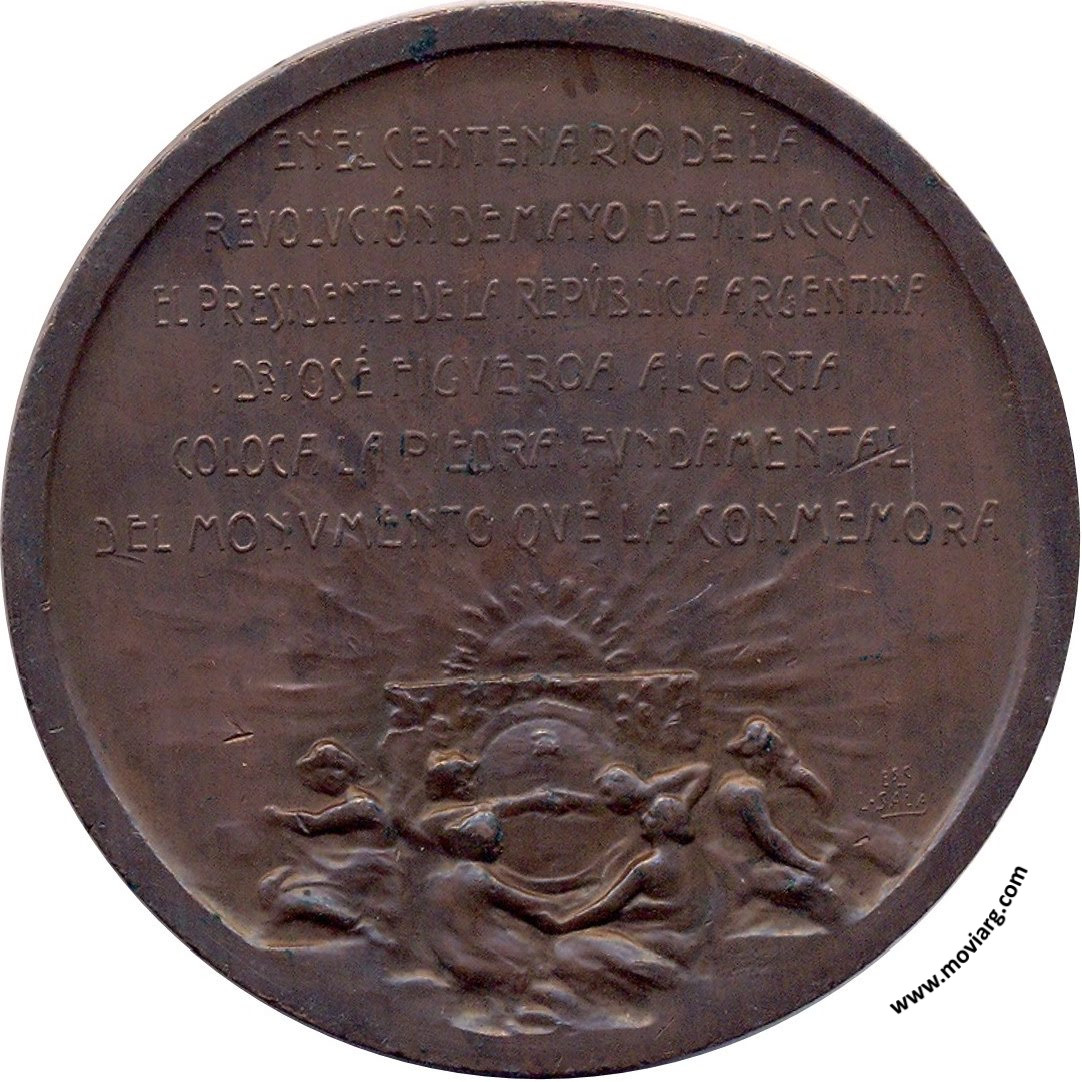 EN EL CENTENARIO DE LA
REVOLVCIÓN DE MAYO DE MDCCCX
EL PRESIDENTE DE LA REPÚBLICA ARGENTINA
DR JOSÉ FIGVEROA ALCORTA
COLOCA LA PIEDRA FVNDAMENTAL
DEL MONVMENTO QVE LA CONMEMORA
www.moviarg.com